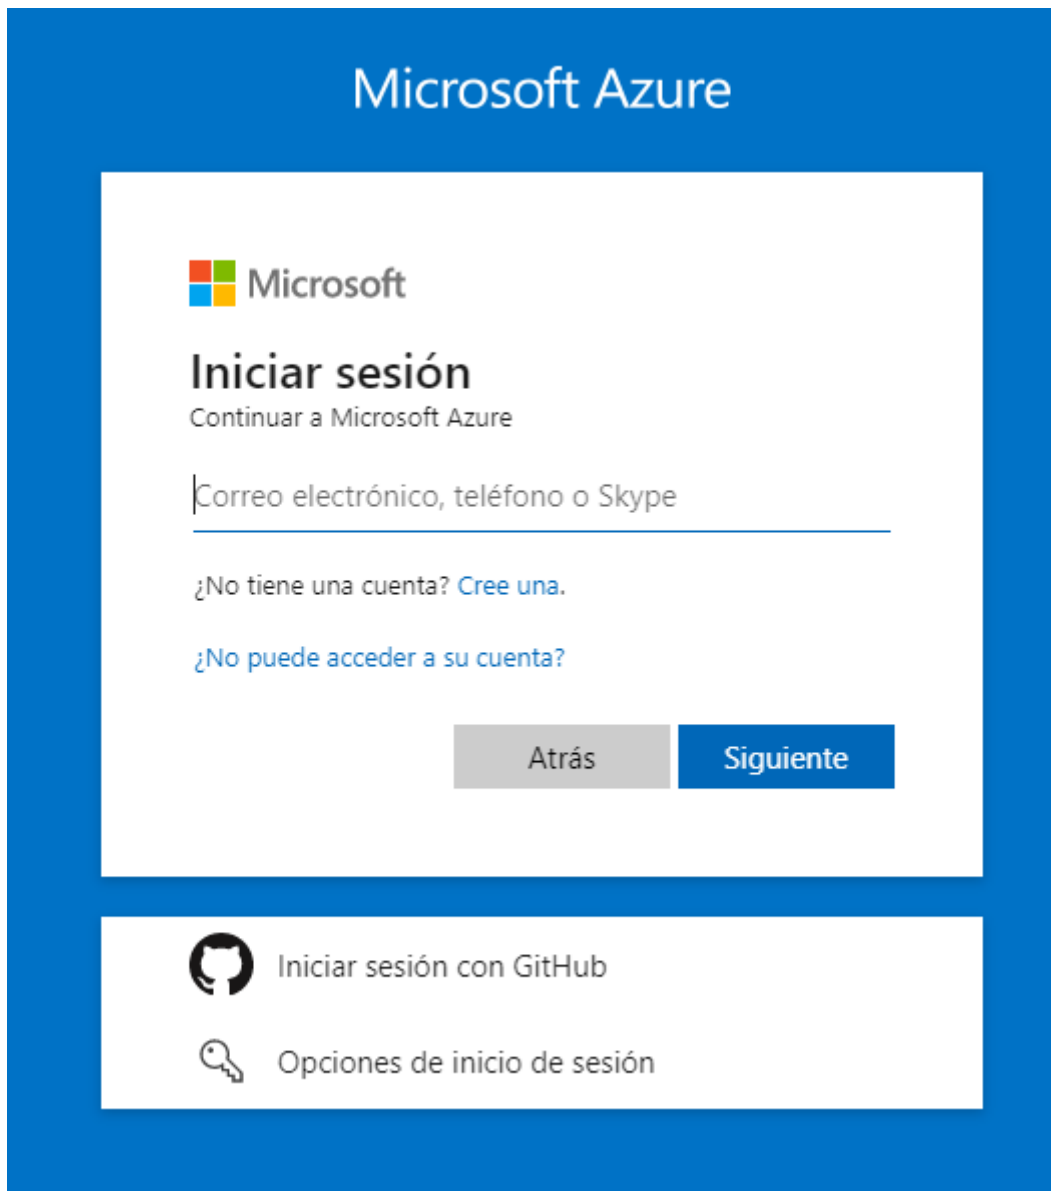 Microsoft Azure
Microsoft
Iniciar sesión
Continuar a Microsoft Azure
Correo electrónico, teléfono o Skype
¿No tiene una cuenta? Cree una.
¿No puede acceder a su cuenta?
Atrás Siguiente
Iniciar sesión con GitHub
Opciones de inicio de sesión